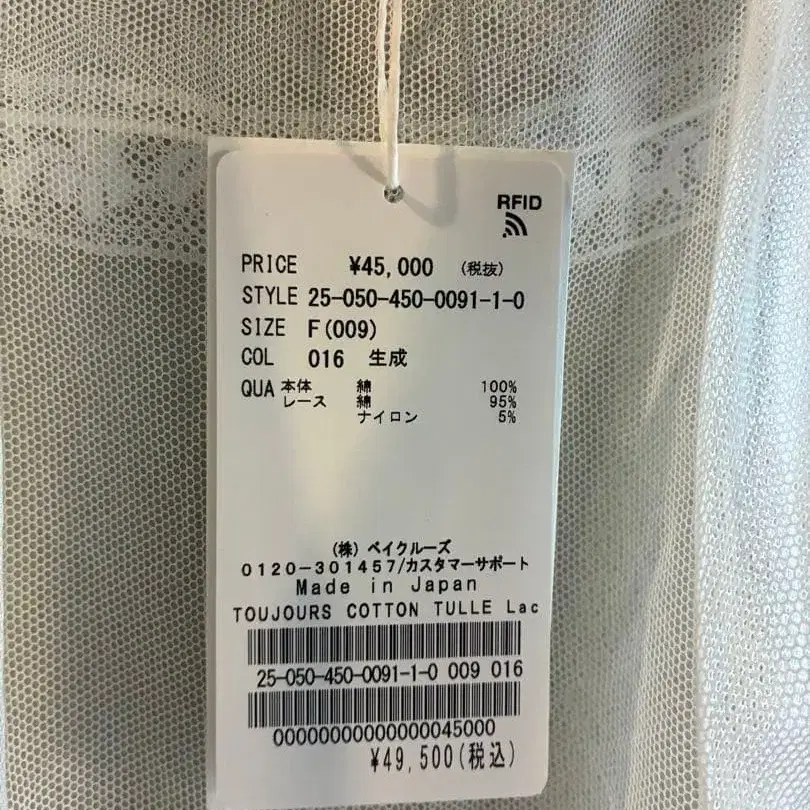 RFID
PRICE ¥45,000 (税抜)
STYLE 25-050-450-0091-1-0
SIZE F(009)
COL 016 生成
QUA 本体 綿 100%
レース 綿 95%
ナイロン 5%
(株) ベイクルーズ
0120-301457/カスタマーサポート
Made in Japan
TOUJOURS COTTON TULLE Lac
25-050-450-0091-1-0 009 016
00000000000000045000
¥49,500(税込)